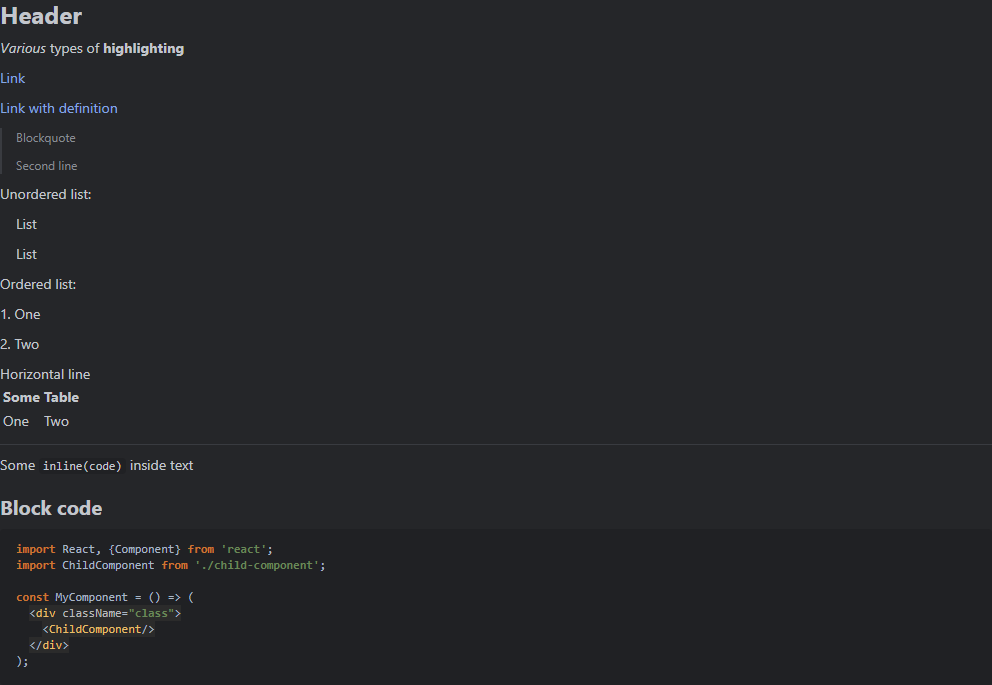 Header
Various types of highlighting
Link
Link with definition
Blockquote
Second line
Unordered list:
List
List
Ordered list:
1. One
2. Two
Horizontal line
Some Table
One Two
Some inline(code) inside text
Block code
import React, {Component} from 'react';
import ChildComponent from './child-component';
const MyComponent = () => (
<div className="class">
<ChildComponent/>
</div>
);